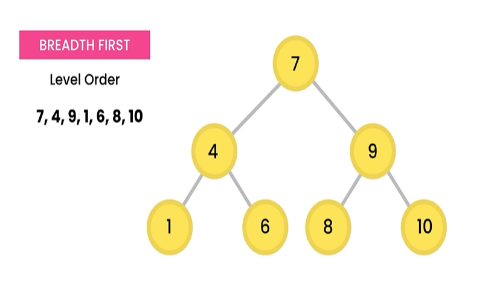 BREADTH FIRST
Level Order
7, 4, 9, 1, 6, 8, 10
7
4
9
1
6
8
10